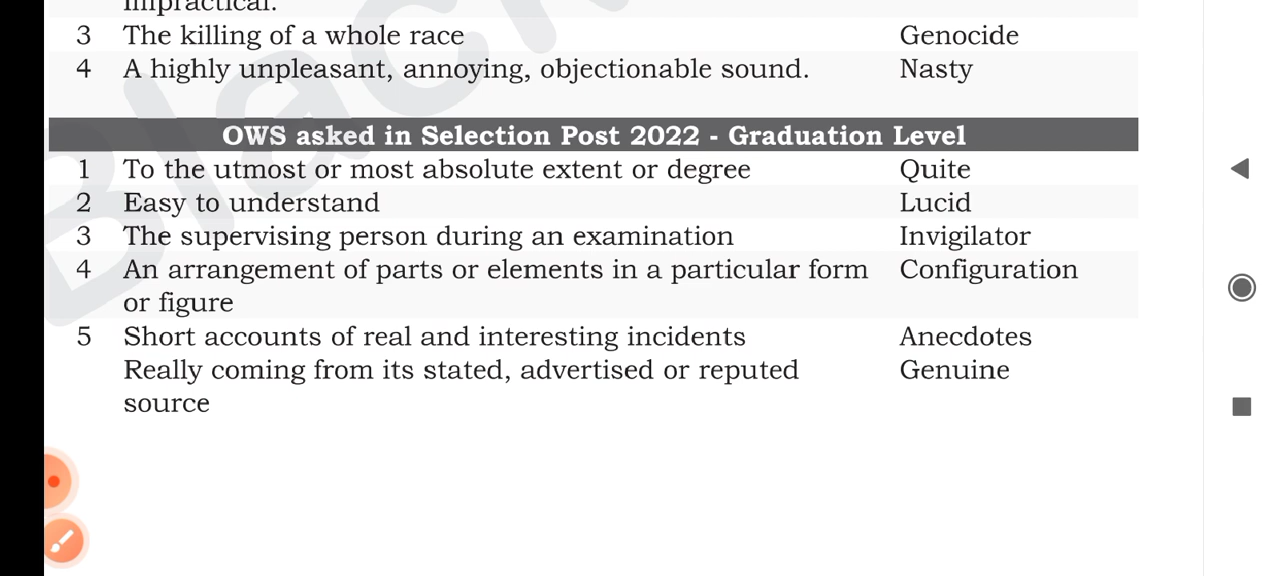 impractical.
3 The killing of a whole race Genocide
4 A highly unpleasant, annoying, objectionable sound. Nasty
OWS asked in Selection Post 2022 - Graduation Level
1 To the utmost or most absolute extent or degree Quite
2 Easy to understand Lucid
3 The supervising person during an examination Invigilator
4 An arrangement of parts or elements in a particular form Configuration
or figure
5 Short accounts of real and interesting incidents Anecdotes
Really coming from its stated, advertised or reputed Genuine
source
Black